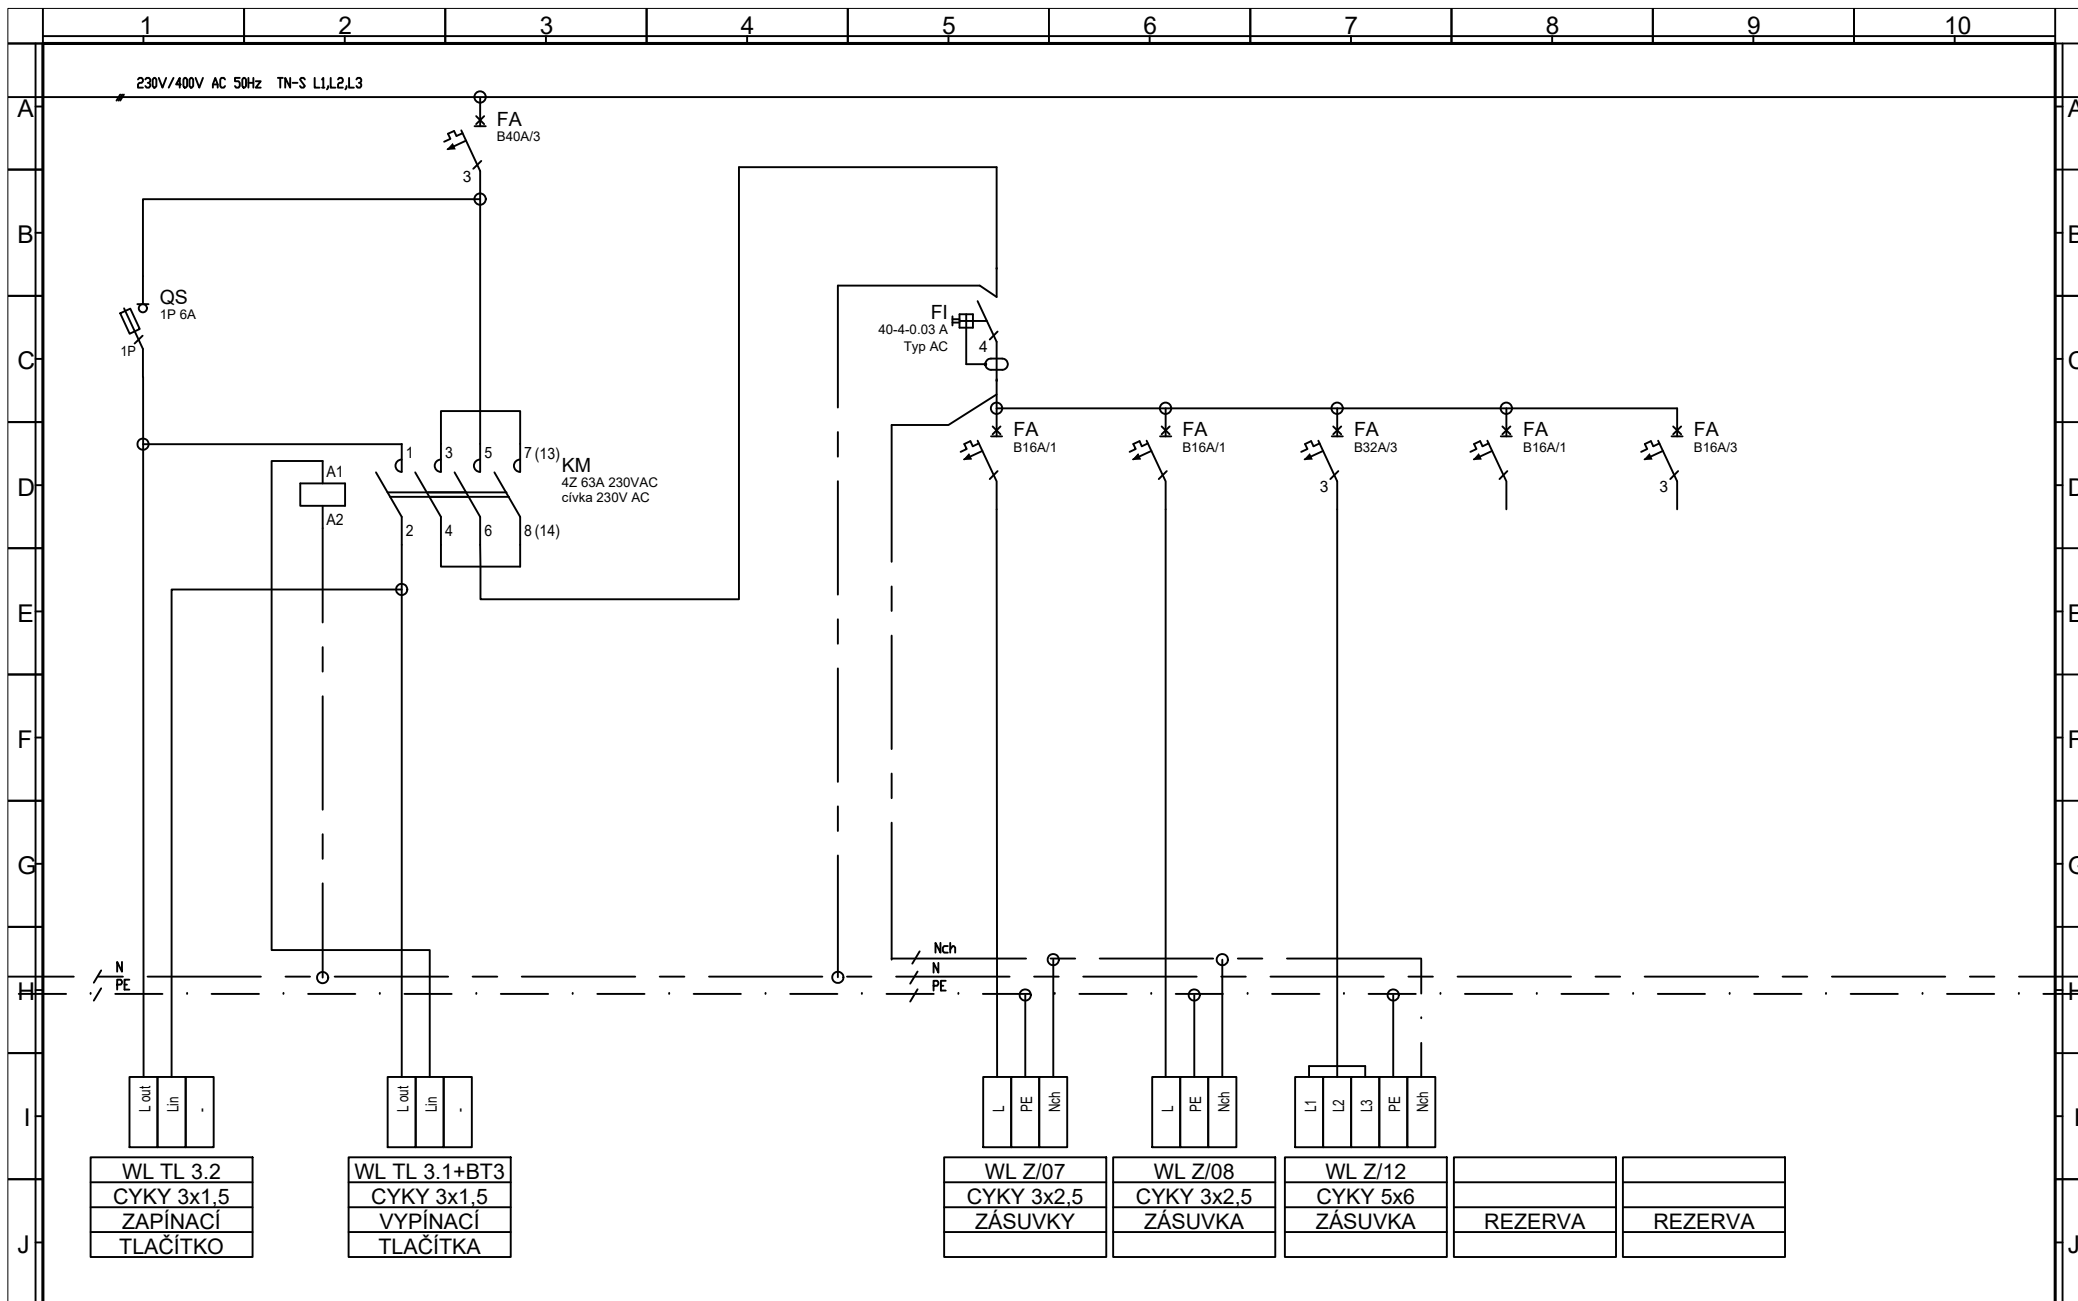 1 2 3 4 5 6 7 8 9 10
230V/400V AC 50Hz TN-S L1,L2,L3
A A
FA
B40A/3
3
B B
QS
1P 6A
1P
FI
40-4-0.03 A
Typ AC
4
C C
FA FA FA FA FA
B16A/1 B16A/1 B32A/3 B16A/1 B16A/3
1 3 5 7 (13)
KM
4Z 63A 230VAC
cívka 230V AC
A1
A2
D D
3 3
2 4 6 8 (14)
E E
F F
G G
Nch
N N
PE PE
H H
L out Lin - L out Lin - L PE Nch L PE Nch L1 L2 L3 PE Nch
I I
WL TL 3.2 WL TL 3.1+BT3 WL Z/07 WL Z/08 WL Z/12
CYKY 3x1,5 CYKY 3x1,5 CYKY 3x2,5 CYKY 3x2,5 CYKY 5x6
ZAPÍNACÍ VYPÍNACÍ ZÁSUVKY ZÁSUVKA ZÁSUVKA REZERVA REZERVA
TLAČÍTKO TLAČÍTKA
J J